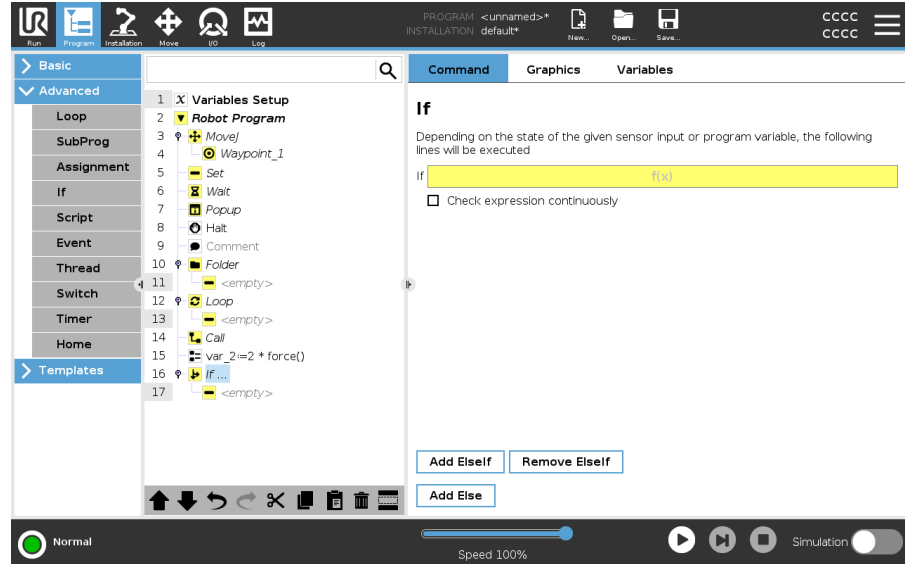 UR
Run
Program
Installation
Move
I/O
Log
PROGRAM <unnamed>*
INSTALLATION default*
New...
Open...
Save...
CCCC
CCCC
Basic
Advanced
Loop
SubProg
Assignment
If
Script
Event
Thread
Switch
Timer
Home
Templates
1 X Variables Setup
2 Robot Program
3 MoveJ
4 Waypoint_1
5 Set
6 Wait
7 Popup
8 Halt
9 Comment
10 Folder
11 <empty>
12 Loop
13 <empty>
14 Call
15 var_2:=2 * force()
16 If ...
17 <empty>
Command Graphics Variables
If
Depending on the state of the given sensor input or program variable, the following
lines will be executed
If f(x)
Check expression continuously
Add ElseIf Remove ElseIf
Add Else
Normal
Speed 100%
Simulation